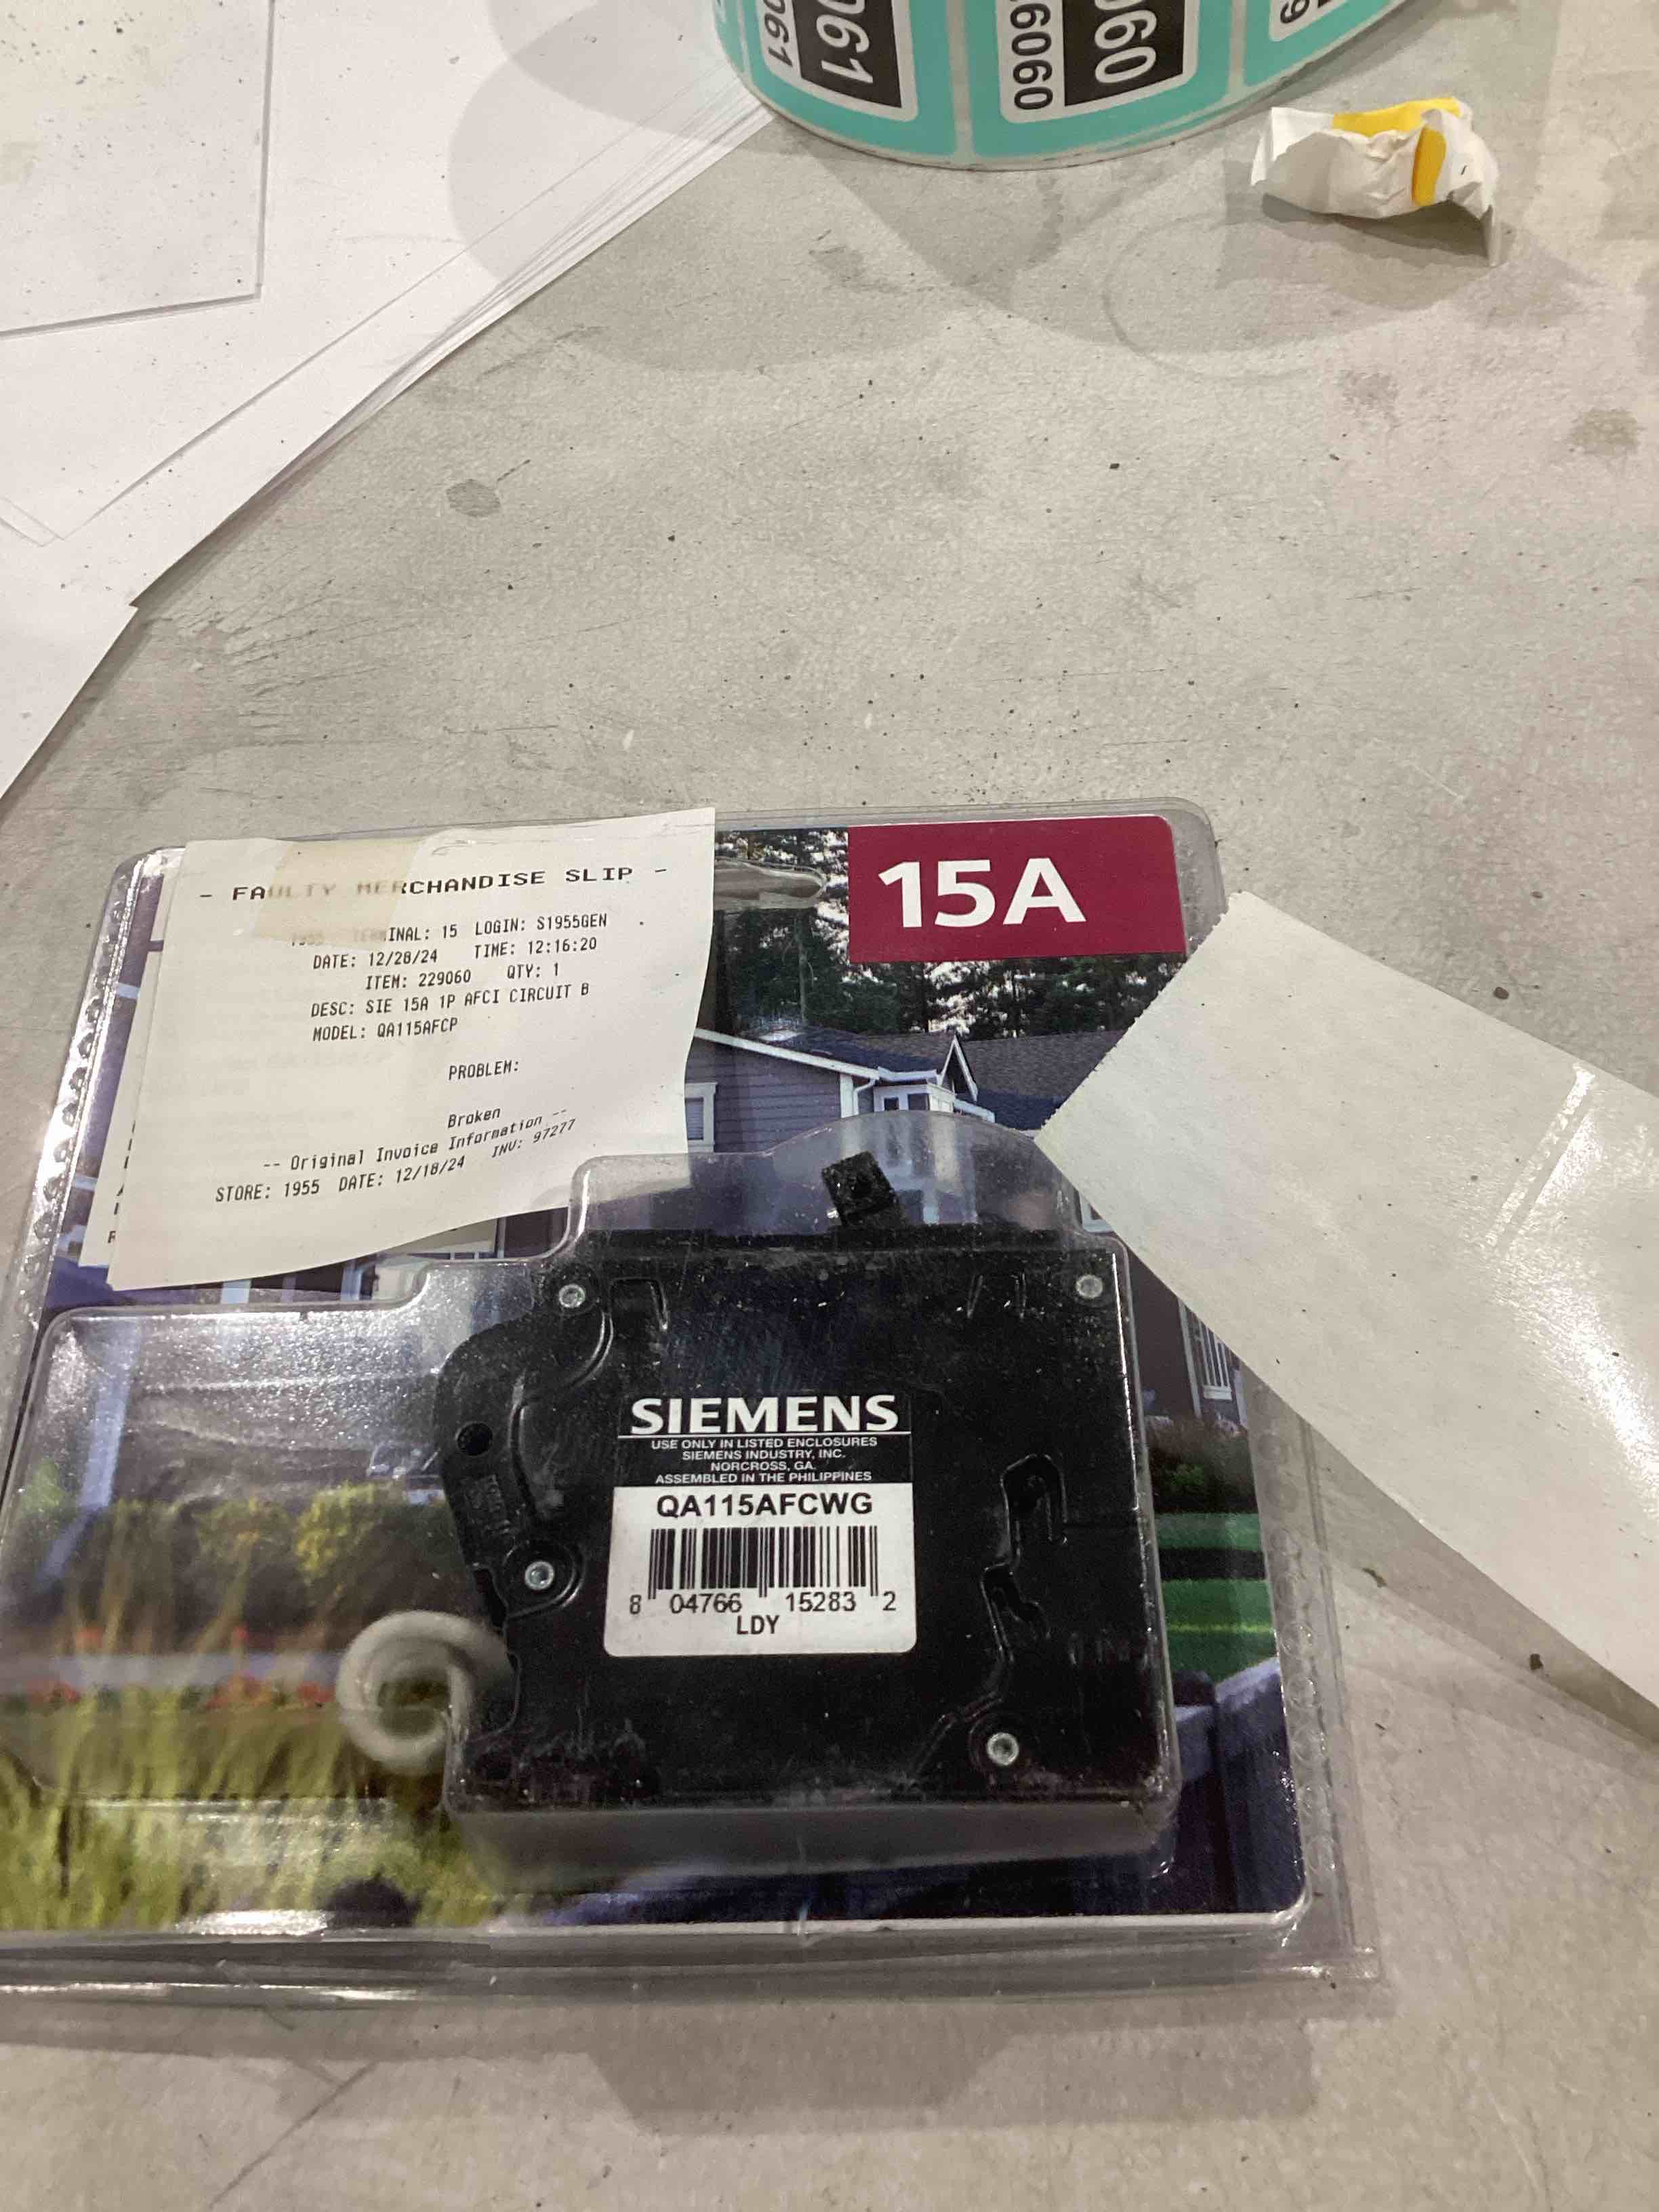 061
061
69060
060
15A
- FAULTY MERCHANDISE SLIP -
1955 TERMINAL: 15 LOGIN: S1955GEN
DATE: 12/28/24 TIME: 12:16:20
ITEM: 229060 QTY: 1
DESC: SIE 15A 1P AFCI CIRCUIT B
MODEL: QA115AFCP
PROBLEM:
Broken
-- Original Invoice Information --
STORE: 1955 DATE: 12/18/24 INV: 97277
SIEMENS
USE ONLY IN LISTED ENCLOSURES
SIEMENS INDUSTRY, INC.
NORCROSS, GA.
ASSEMBLED IN THE PHILIPPINES
QA115AFCWG
8 04766 15283 2
LDY